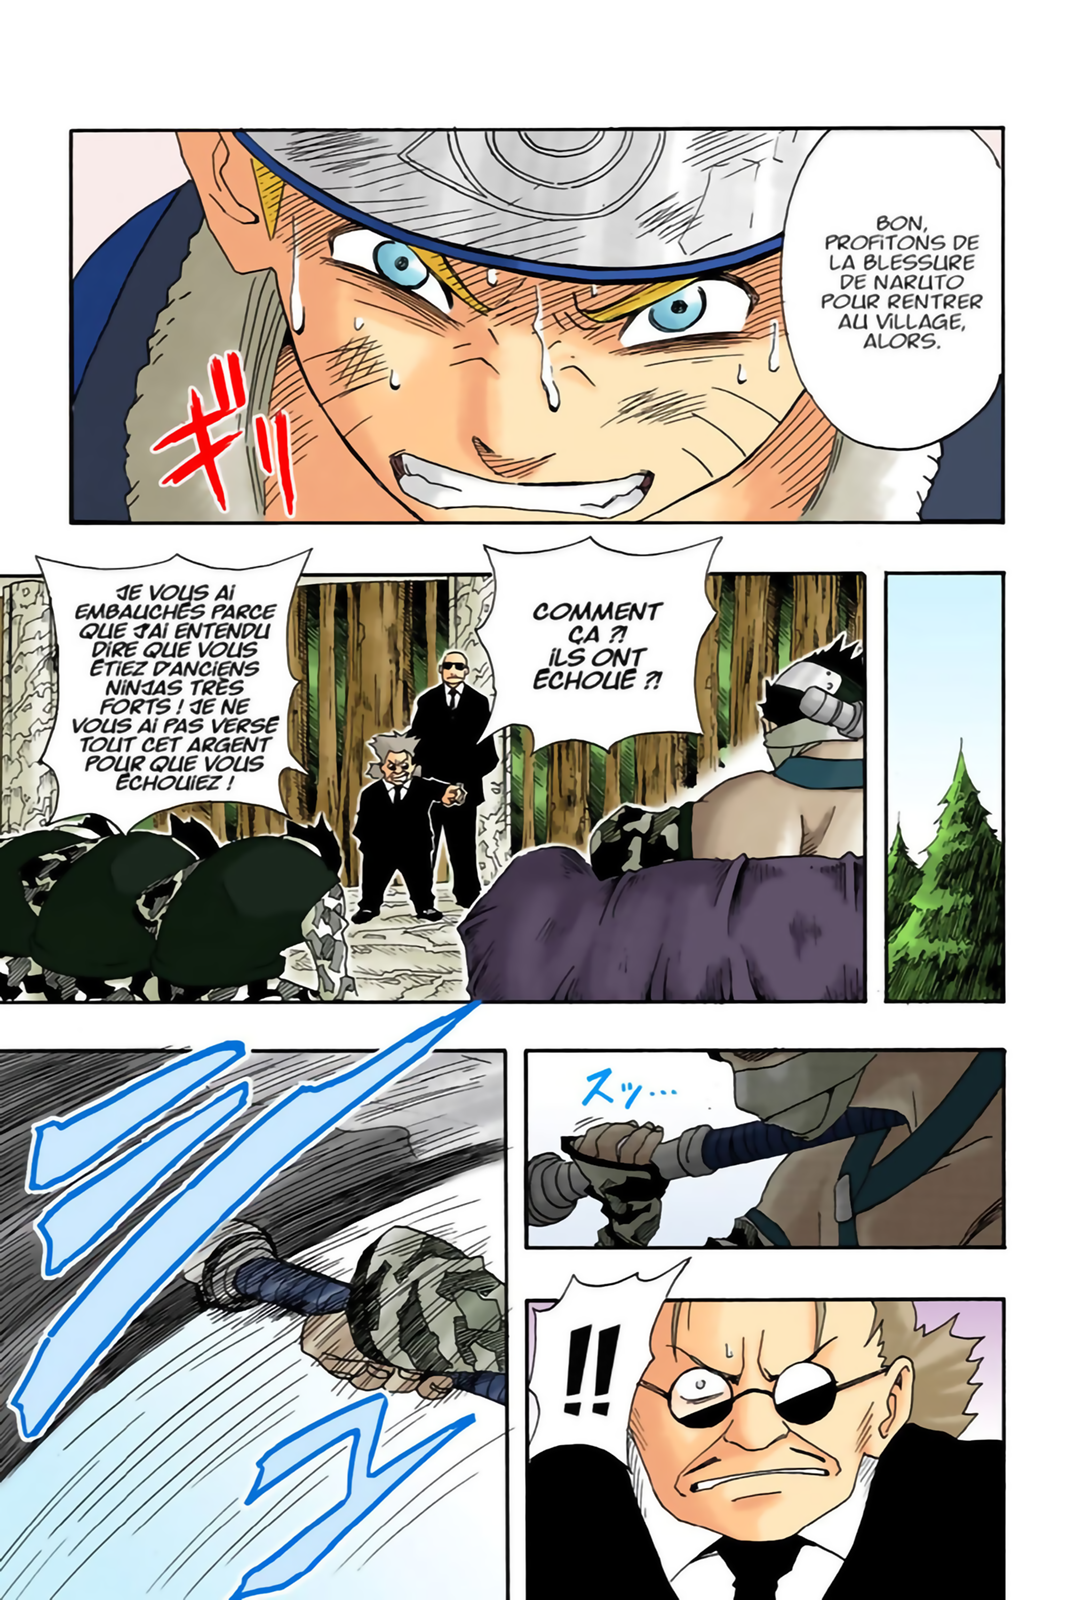 BON,
PROFITONS DE
LA BLESSURE
DE NARUTO
POUR RENTRER
AU VILLAGE,
ALORS.
ギリ
COMMENT
ÇA ?!
ILS ONT
ÉCHOUÉ ?!
JE VOUS AI
EMBAUCHÉS PARCE
QUE J'AI ENTENDU
DIRE QUE VOUS
ÉTIEZ D'ANCIENS
NINJAS TRÈS
FORTS ! JE NE
VOUS AI PAS VERSÉ
TOUT CET ARGENT
POUR QUE VOUS
ÉCHOUIEZ !
スッ...
!!